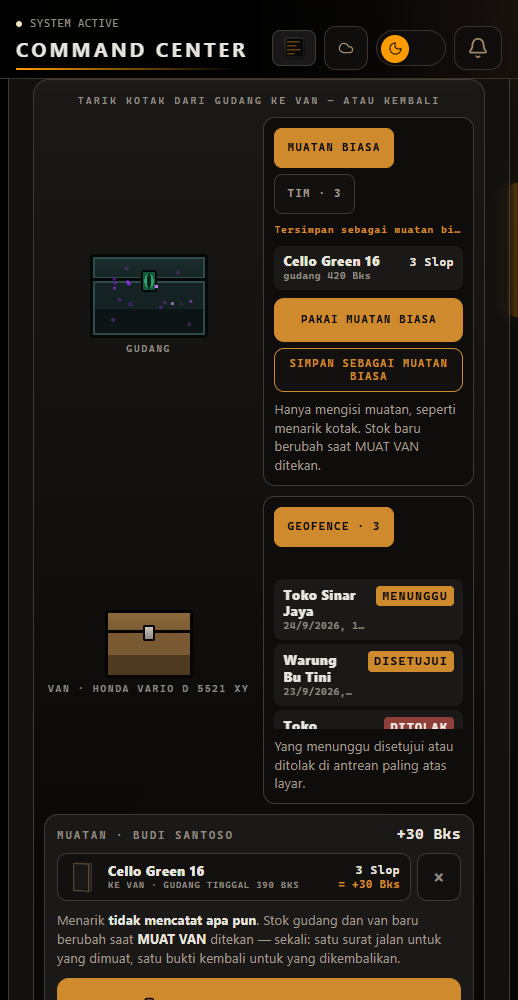 SYSTEM ACTIVE
COMMAND CENTER
TARIK KOTAK DARI GUDANG KE VAN — ATAU KEMBALI
MUATAN BIASA
TIM · 3
Tersimpan sebagai muatan bi…
Cello Green 16 3 Slop
gudang 420 Bks
PAKAI MUATAN BIASA
SIMPAN SEBAGAI MUATAN
BIASA
Hanya mengisi muatan, seperti
menarik kotak. Stok baru
berubah saat MUAT VAN
ditekan.
GUDANG
GEOFENCE · 3
Toko Sinar
Jaya
MENUNGGU
24/9/2026, 1…
Warung
Bu Tini
DISETUJUI
23/9/2026,…
Toko
DITOLAK
Yang menunggu disetujui atau
ditolak di antrean paling atas
layar.
VAN · HONDA VARIO D 5521 XY
MUATAN · BUDI SANTOSO +30 Bks
Cello Green 16 3 Slop
KE VAN · GUDANG TINGGAL 390 BKS = +30 Bks
×
Menarik tidak mencatat apa pun. Stok gudang dan van baru
berubah saat MUAT VAN ditekan — sekali: satu surat jalan untuk
yang dimuat, satu bukti kembali untuk yang dikembalikan.